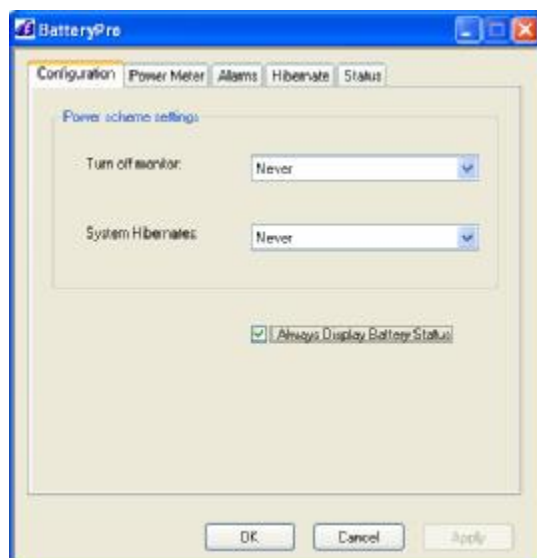 BatteryPro
Configuration Power Meter Alarms Hibernate Status
Power scheme settings
Turn off monitor: Never
System Hibernates: Never
Always Display Battery Status
OK Cancel Apply